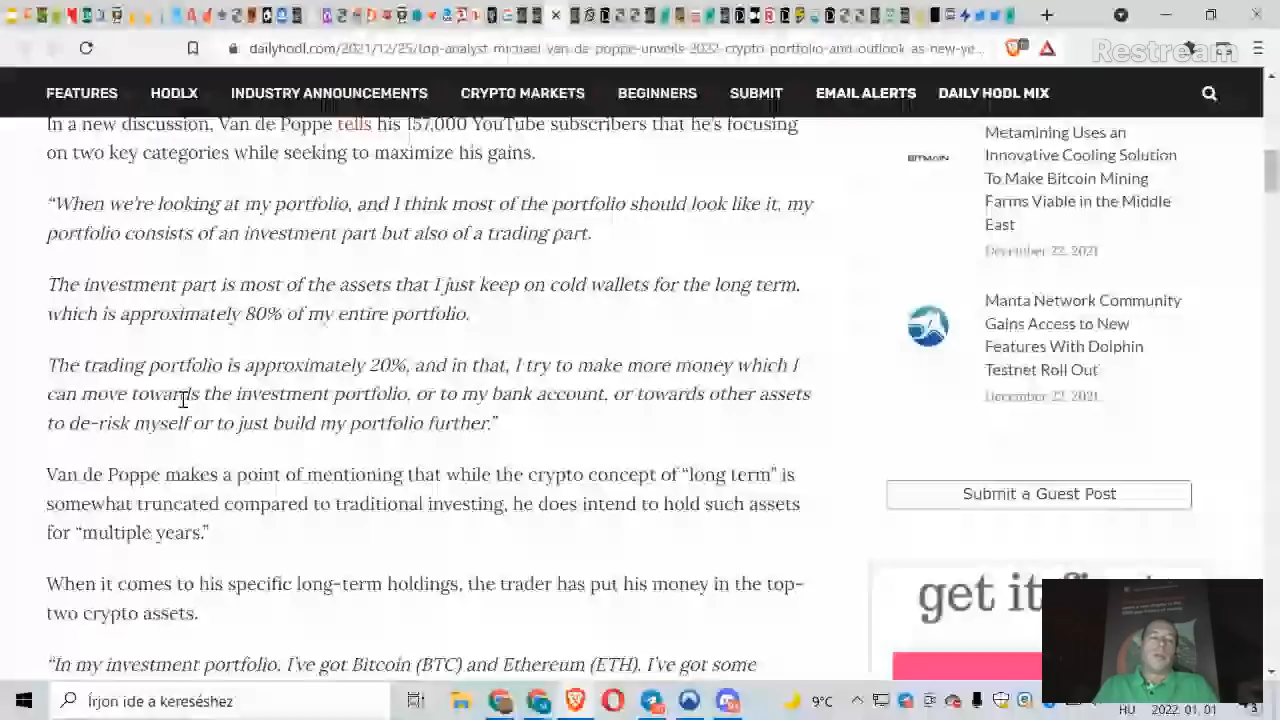 dailyhodl.com/2021/12/25/top-analyst-michael-van-de-poppe-unveils-2022-crypto-portfolio-and-outlook-as-new-ye...
Restream
FEATURES HODLX INDUSTRY ANNOUNCEMENTS CRYPTO MARKETS BEGINNERS SUBMIT EMAIL ALERTS DAILY HODL MIX
In a new discussion, Van de Poppe tells his 157,000 YouTube subscribers that he's focusing
on two key categories while seeking to maximize his gains.
“When we're looking at my portfolio, and I think most of the portfolio should look like it, my
portfolio consists of an investment part but also of a trading part.
The investment part is most of the assets that I just keep on cold wallets for the long term,
which is approximately 80% of my entire portfolio.
The trading portfolio is approximately 20%, and in that, I try to make more money which I
can move towards the investment portfolio, or to my bank account, or towards other assets
to de-risk myself or to just build my portfolio further.”
Van de Poppe makes a point of mentioning that while the crypto concept of “long term” is
somewhat truncated compared to traditional investing, he does intend to hold such assets
for “multiple years.”
When it comes to his specific long-term holdings, the trader has put his money in the top-
two crypto assets.
“In my investment portfolio, I've got Bitcoin (BTC) and Ethereum (ETH). I've got some
BITMAIN
Metamining Uses an
Innovative Cooling Solution
To Make Bitcoin Mining
Farms Viable in the Middle
East
December 22, 2021
Manta Network Community
Gains Access to New
Features With Dolphin
Testnet Roll Out
December 22, 2021
Submit a Guest Post
get it
Írjon ide a kereséshez
9°C
HU
2022. 01. 01